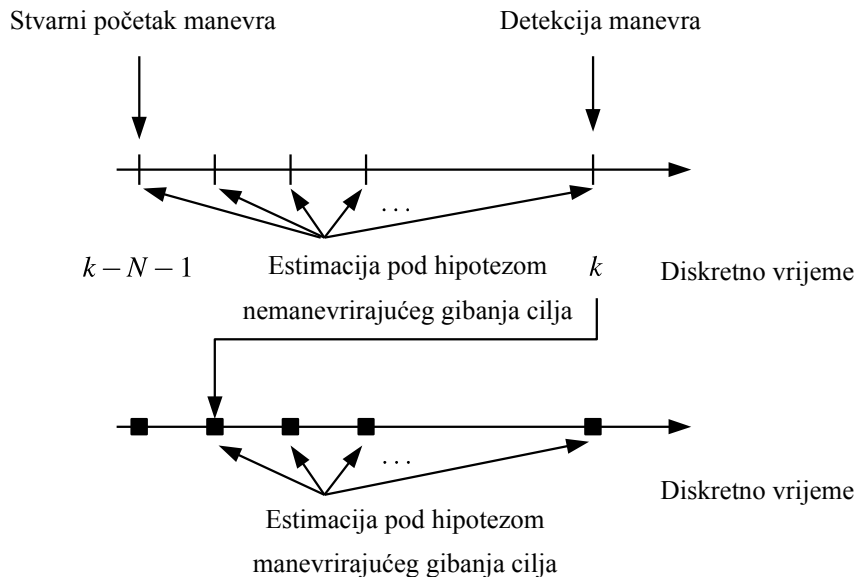 Stvarni početak manevra
Detekcija manevra
...
k − N − 1
Estimacija pod hipotezom
nemanevrirajućeg gibanja cilja
k
Diskretno vrijeme
...
Diskretno vrijeme
Estimacija pod hipotezom
manevrirajućeg gibanja cilja